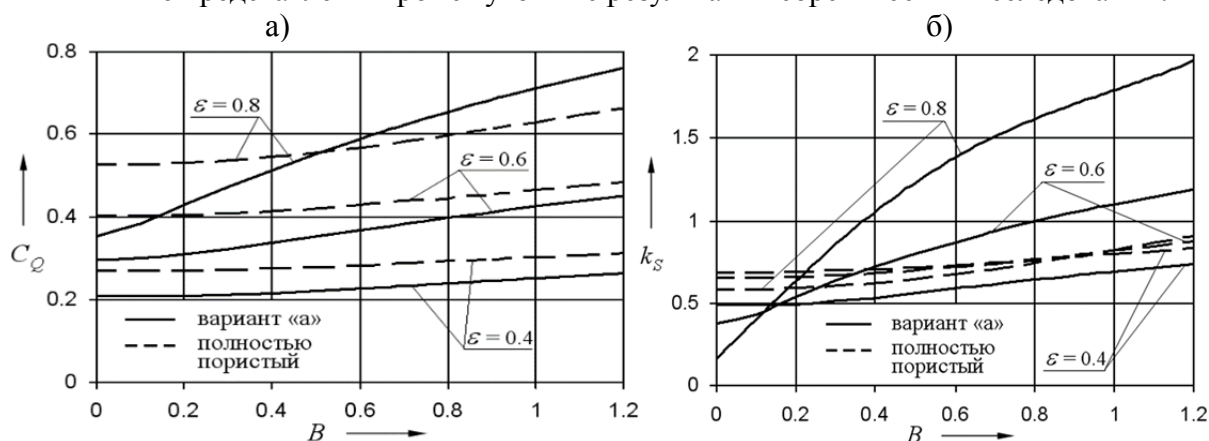 а) б)
0.8
0.6
0.4
0.2
0
C_Q
ε = 0.8
ε = 0.6
ε = 0.4
вариант «а»
полностью
пористый
0 0.2 0.4 0.6 0.8 1 1.2
B
2
1.5
1
0.5
0
k_S
ε = 0.8
ε = 0.6
ε = 0.4
вариант «а»
полностью
пористый
0 0.2 0.4 0.6 0.8 1 1.2
B